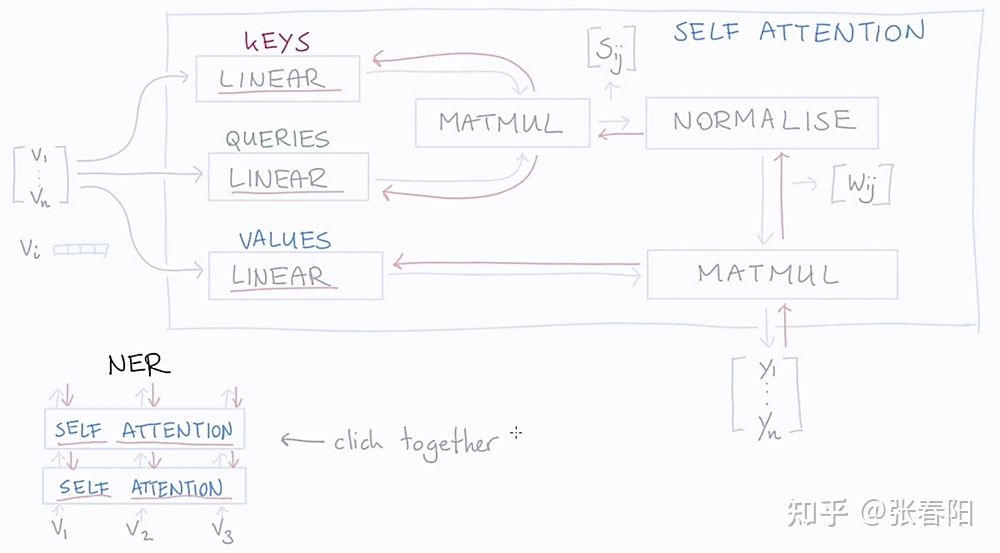 SELF ATTENTION
KEYS
LINEAR
[Sij]
MATMUL
NORMALISE
QUERIES
LINEAR
V1
⋮
Vn
[Wij]
Vi
VALUES
LINEAR
MATMUL
y1
⋮
yn
NER
SELF ATTENTION
← click together
SELF ATTENTION
V1 V2 V3
知乎 @张春阳